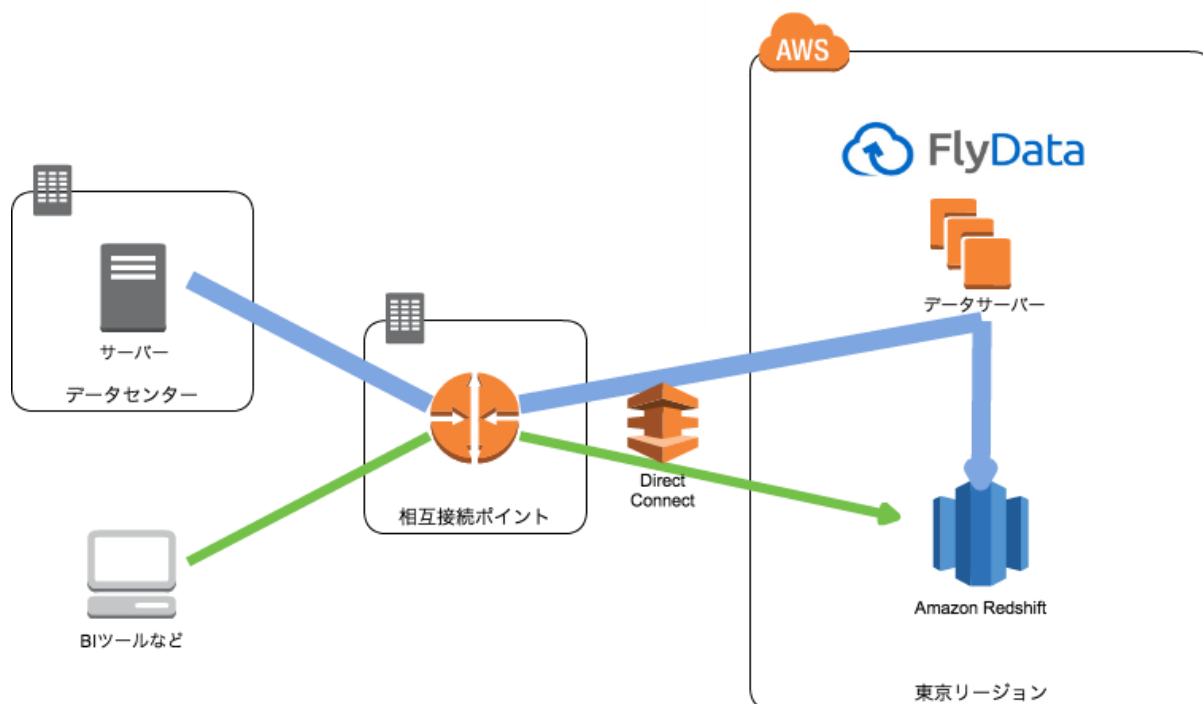 AWS
FlyData
データサーバー
サーバー
データセンター
Direct
Connect
相互接続ポイント
BIツールなど
Amazon Redshift
東京リージョン